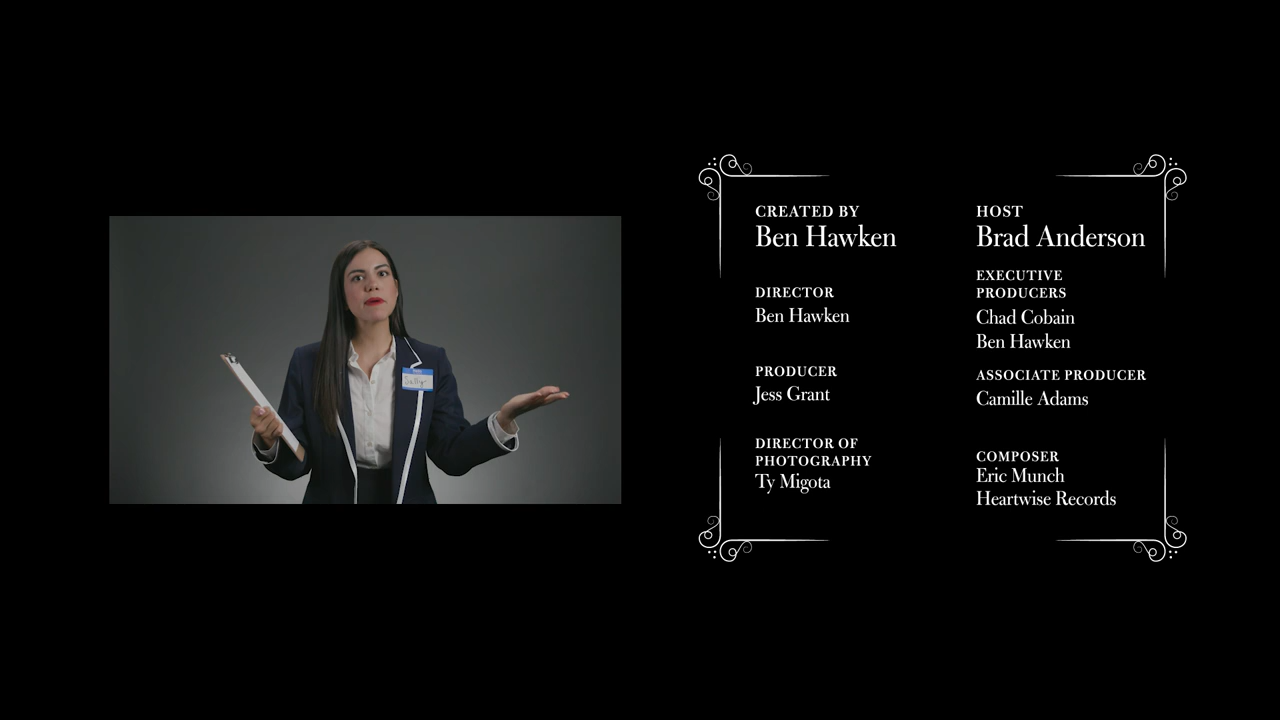 Sally
CREATED BY
Ben Hawken
DIRECTOR
Ben Hawken
PRODUCER
Jess Grant
DIRECTOR OF
PHOTOGRAPHY
Ty Migota
HOST
Brad Anderson
EXECUTIVE
PRODUCERS
Chad Cobain
Ben Hawken
ASSOCIATE PRODUCER
Camille Adams
COMPOSER
Eric Munch
Heartwise Records